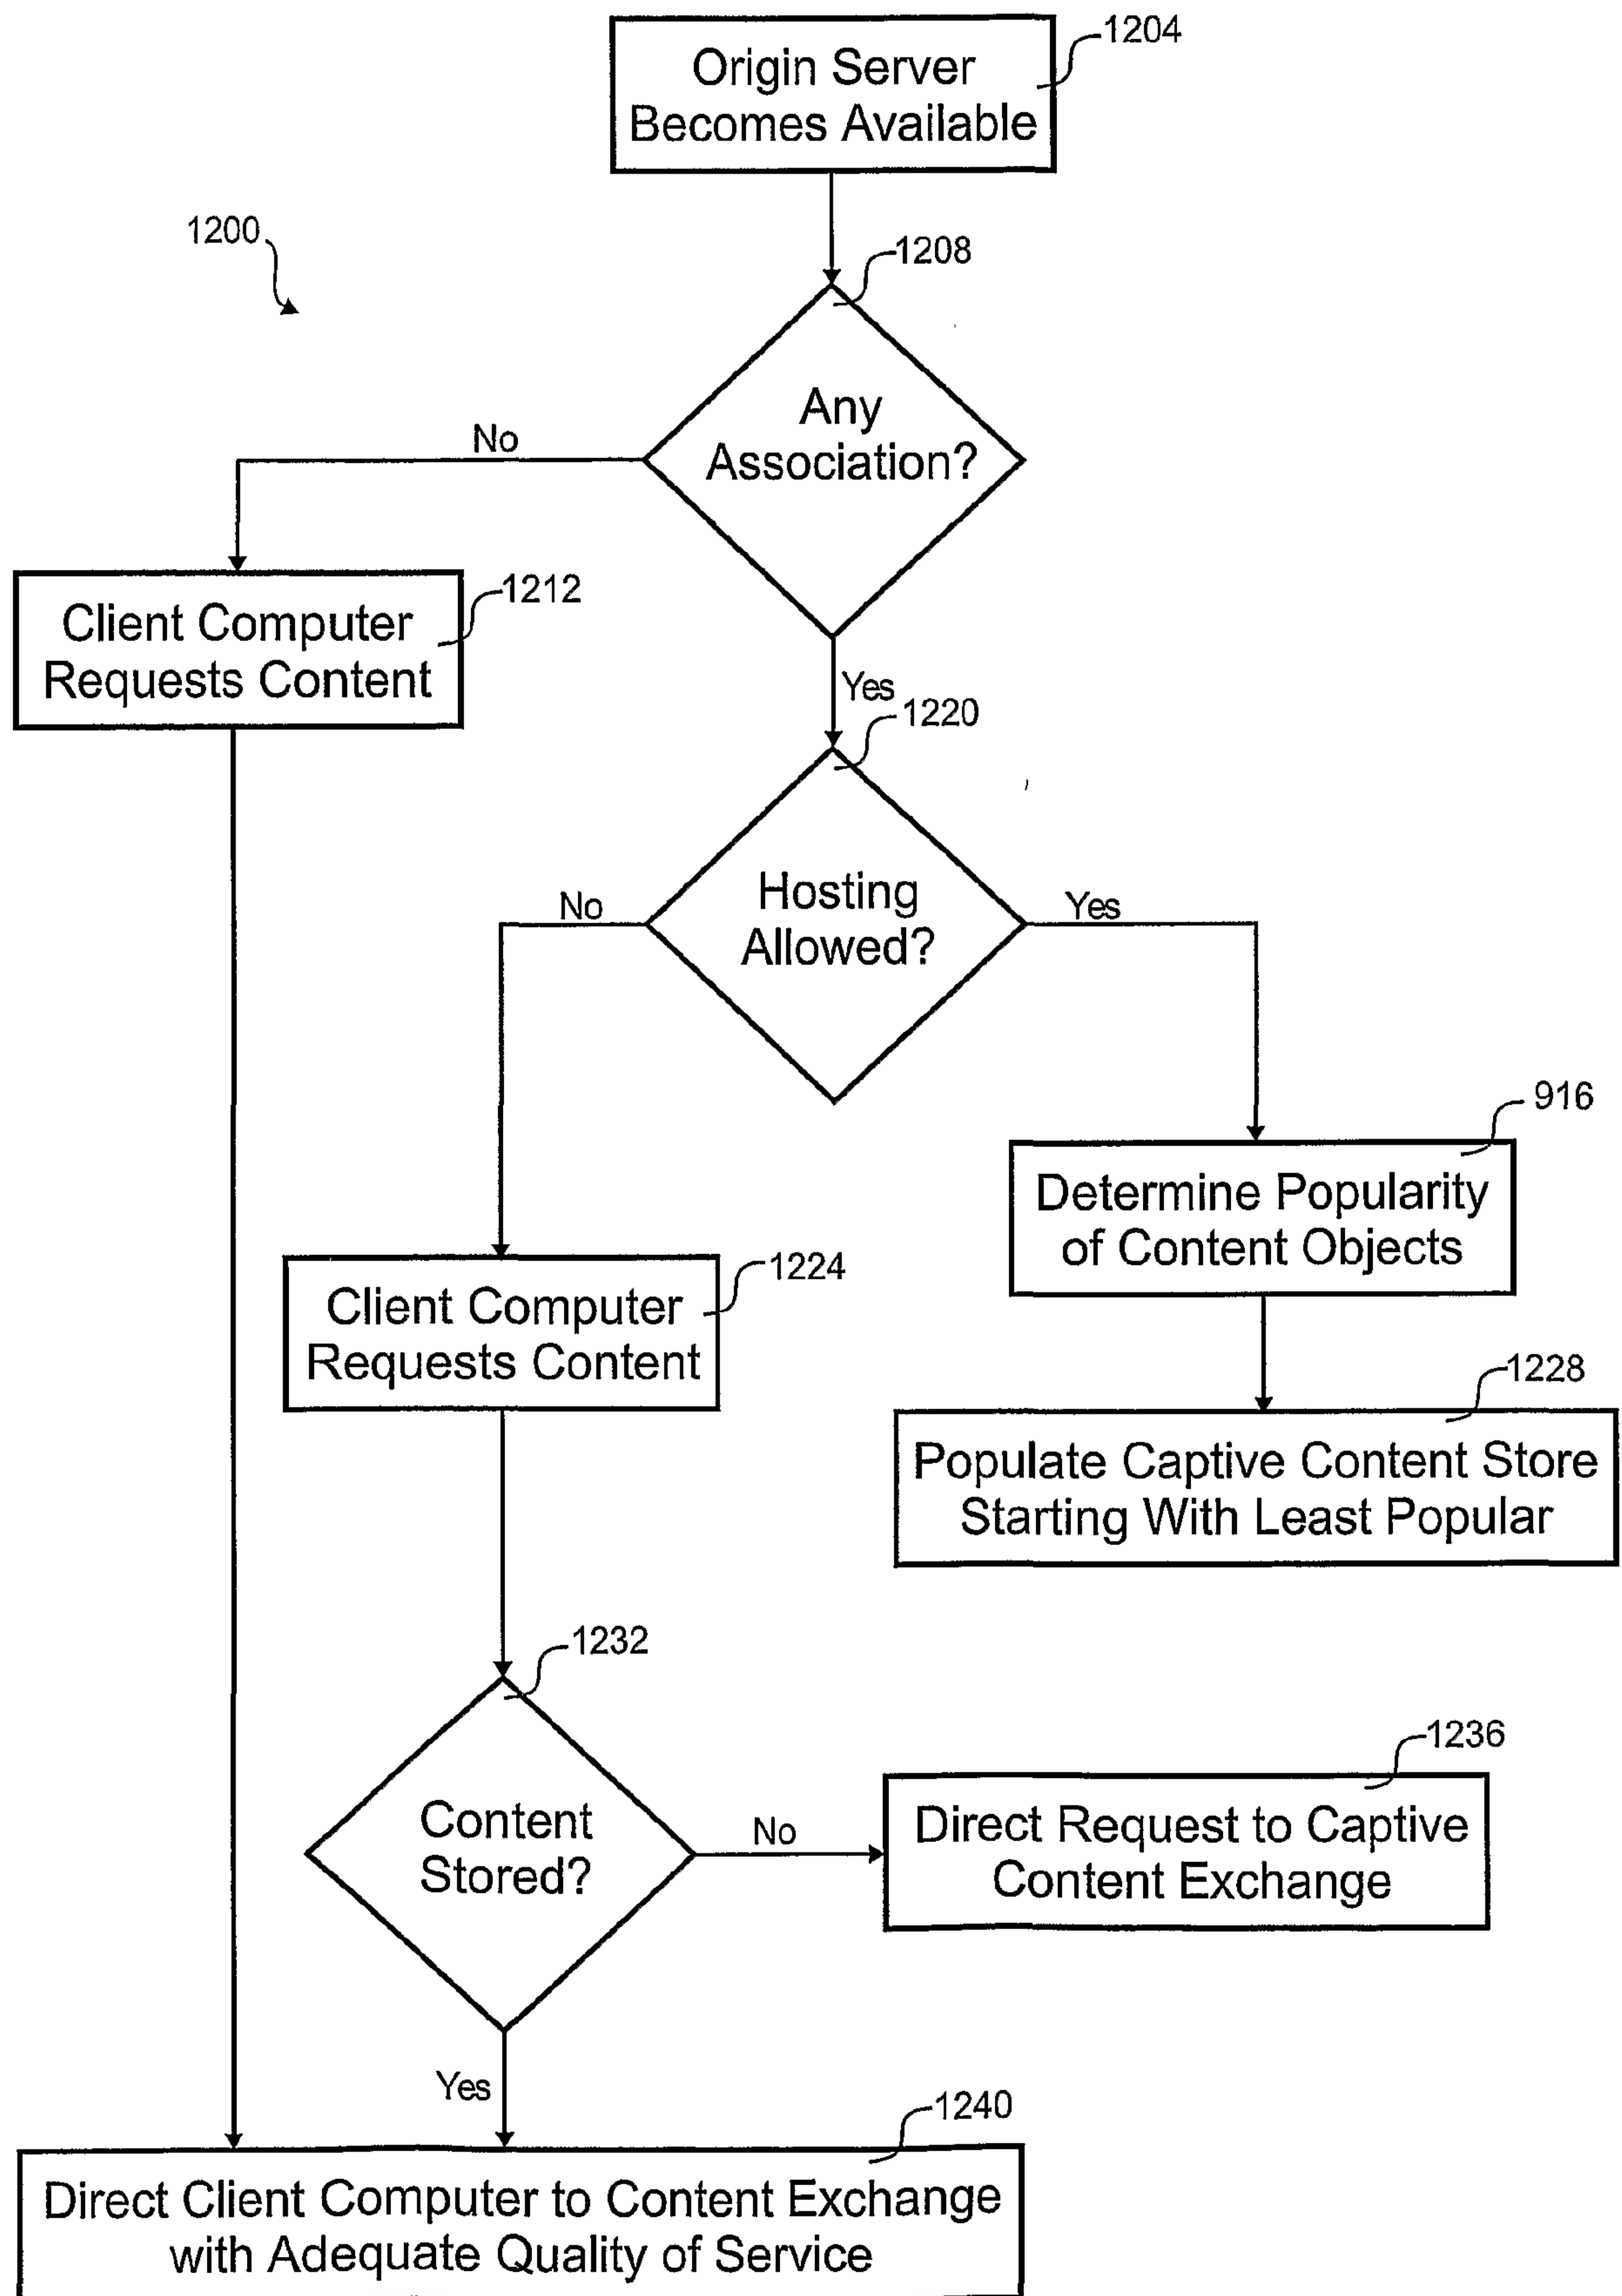 1204
Origin Server
Becomes Available
1200
1208
Any
Association?
No
1212
Client Computer
Requests Content
Yes
1220
Hosting
Allowed?
No
Yes
916
Determine Popularity
of Content Objects
1224
Client Computer
Requests Content
1228
Populate Captive Content Store
Starting With Least Popular
1232
Content
Stored?
No
1236
Direct Request to Captive
Content Exchange
Yes
1240
Direct Client Computer to Content Exchange
with Adequate Quality of Service